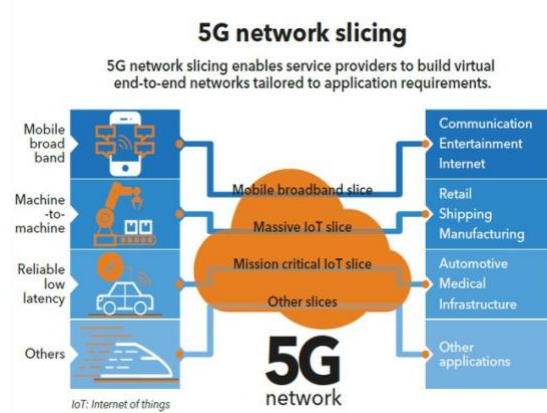 5G network slicing
5G network slicing enables service providers to build virtual
end-to-end networks tailored to application requirements.
Mobile
broad
band
Mobile broadband slice
Communication
Entertainment
Internet
Machine
-to-
machine
Massive IoT slice
Retail
Shipping
Manufacturing
Reliable
low
latency
Mission critical IoT slice
Automotive
Medical
Infrastructure
Others
Other slices
Other
applications
5G
network
IoT: Internet of things